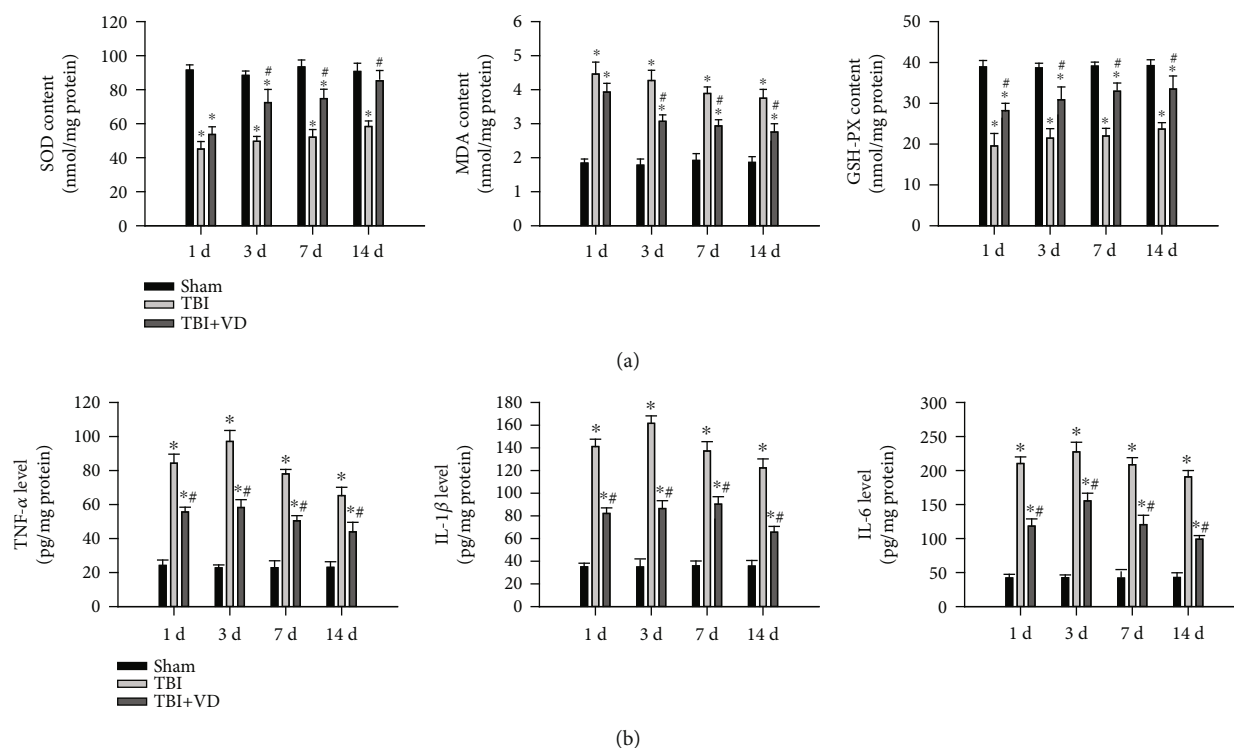 SOD content
(nmol/mg protein)
120
100
80
60
40
20
0
* * * # * * # * * #
1 d 3 d 7 d 14 d
MDA content
(nmol/mg protein)
6
5
4
3
2
1
0
* * * # * * # * * # *
1 d 3 d 7 d 14 d
GSH-PX content
(nmol/mg protein)
50
40
30
20
10
0
* # * * # * * # * * # *
1 d 3 d 7 d 14 d
Sham
TBI
TBI+VD
(a)
TNF-α level
(pg/mg protein)
120
100
80
60
40
20
0
* *# * *# * *# * *#
1 d 3 d 7 d 14 d
IL-1β level
(pg/mg protein)
180
160
140
120
100
80
60
40
20
0
* *# * *# * *# * *#
1 d 3 d 7 d 14 d
IL-6 level
(pg/mg protein)
300
250
200
150
100
50
0
* *# * *# * *# * *#
1 d 3 d 7 d 14 d
Sham
TBI
TBI+VD
(b)